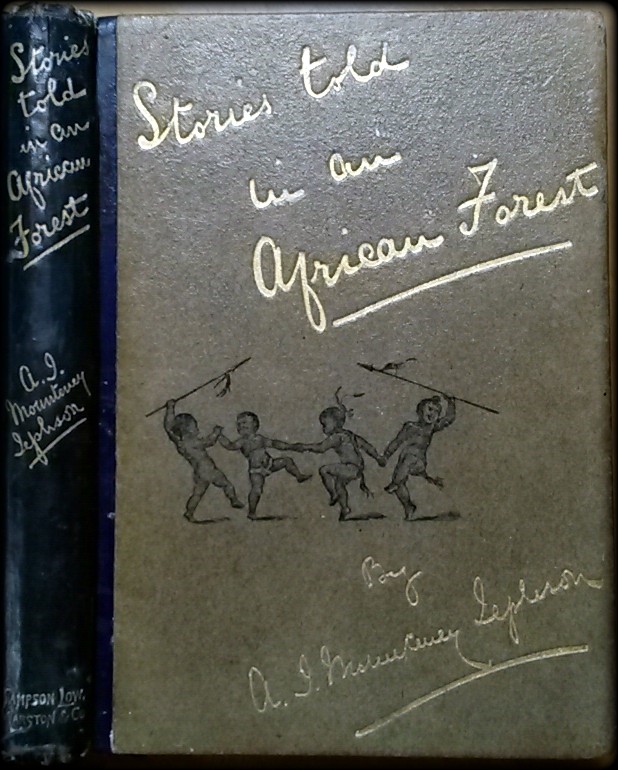 Stories
told
in an
African
Forest
A. J.
Mounteney
Jephson
SAMPSON LOW,
MARSTON & Co
Stories told
in an
African Forest
By
A. J. Mounteney Jephson